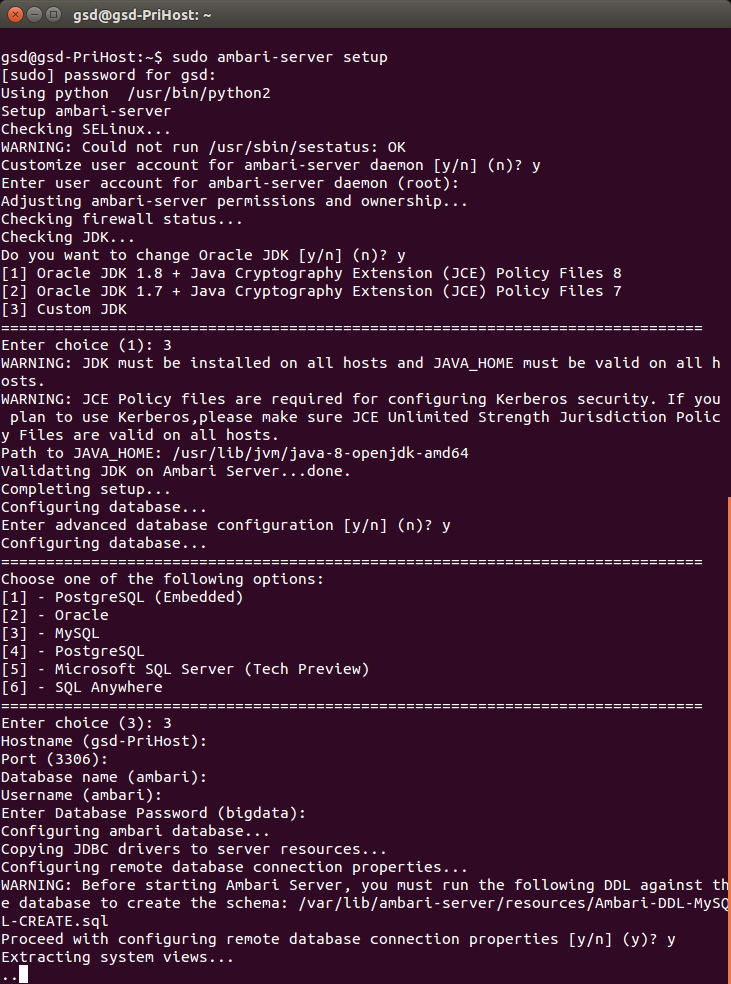 gsd@gsd-PriHost: ~
gsd@gsd-PriHost:~$ sudo ambari-server setup
[sudo] password for gsd:
Using python  /usr/bin/python2
Setup ambari-server
Checking SELinux...
WARNING: Could not run /usr/sbin/sestatus: OK
Customize user account for ambari-server daemon [y/n] (n)? y
Enter user account for ambari-server daemon (root):
Adjusting ambari-server permissions and ownership...
Checking firewall status...
Checking JDK...
Do you want to change Oracle JDK [y/n] (n)? y
[1] Oracle JDK 1.8 + Java Cryptography Extension (JCE) Policy Files 8
[2] Oracle JDK 1.7 + Java Cryptography Extension (JCE) Policy Files 7
[3] Custom JDK
==============================================================================
Enter choice (1): 3
WARNING: JDK must be installed on all hosts and JAVA_HOME must be valid on all h
osts.
WARNING: JCE Policy files are required for configuring Kerberos security. If you
 plan to use Kerberos,please make sure JCE Unlimited Strength Jurisdiction Polic
y Files are valid on all hosts.
Path to JAVA_HOME: /usr/lib/jvm/java-8-openjdk-amd64
Validating JDK on Ambari Server...done.
Completing setup...
Configuring database...
Enter advanced database configuration [y/n] (n)? y
Configuring database...
==============================================================================
Choose one of the following options:
[1] - PostgreSQL (Embedded)
[2] - Oracle
[3] - MySQL
[4] - PostgreSQL
[5] - Microsoft SQL Server (Tech Preview)
[6] - SQL Anywhere
==============================================================================
Enter choice (3): 3
Hostname (gsd-PriHost):
Port (3306):
Database name (ambari):
Username (ambari):
Enter Database Password (bigdata):
Configuring ambari database...
Copying JDBC drivers to server resources...
Configuring remote database connection properties...
WARNING: Before starting Ambari Server, you must run the following DDL against th
e database to create the schema: /var/lib/ambari-server/resources/Ambari-DDL-MySQ
L-CREATE.sql
Proceed with configuring remote database connection properties [y/n] (y)? y
Extracting system views...
..